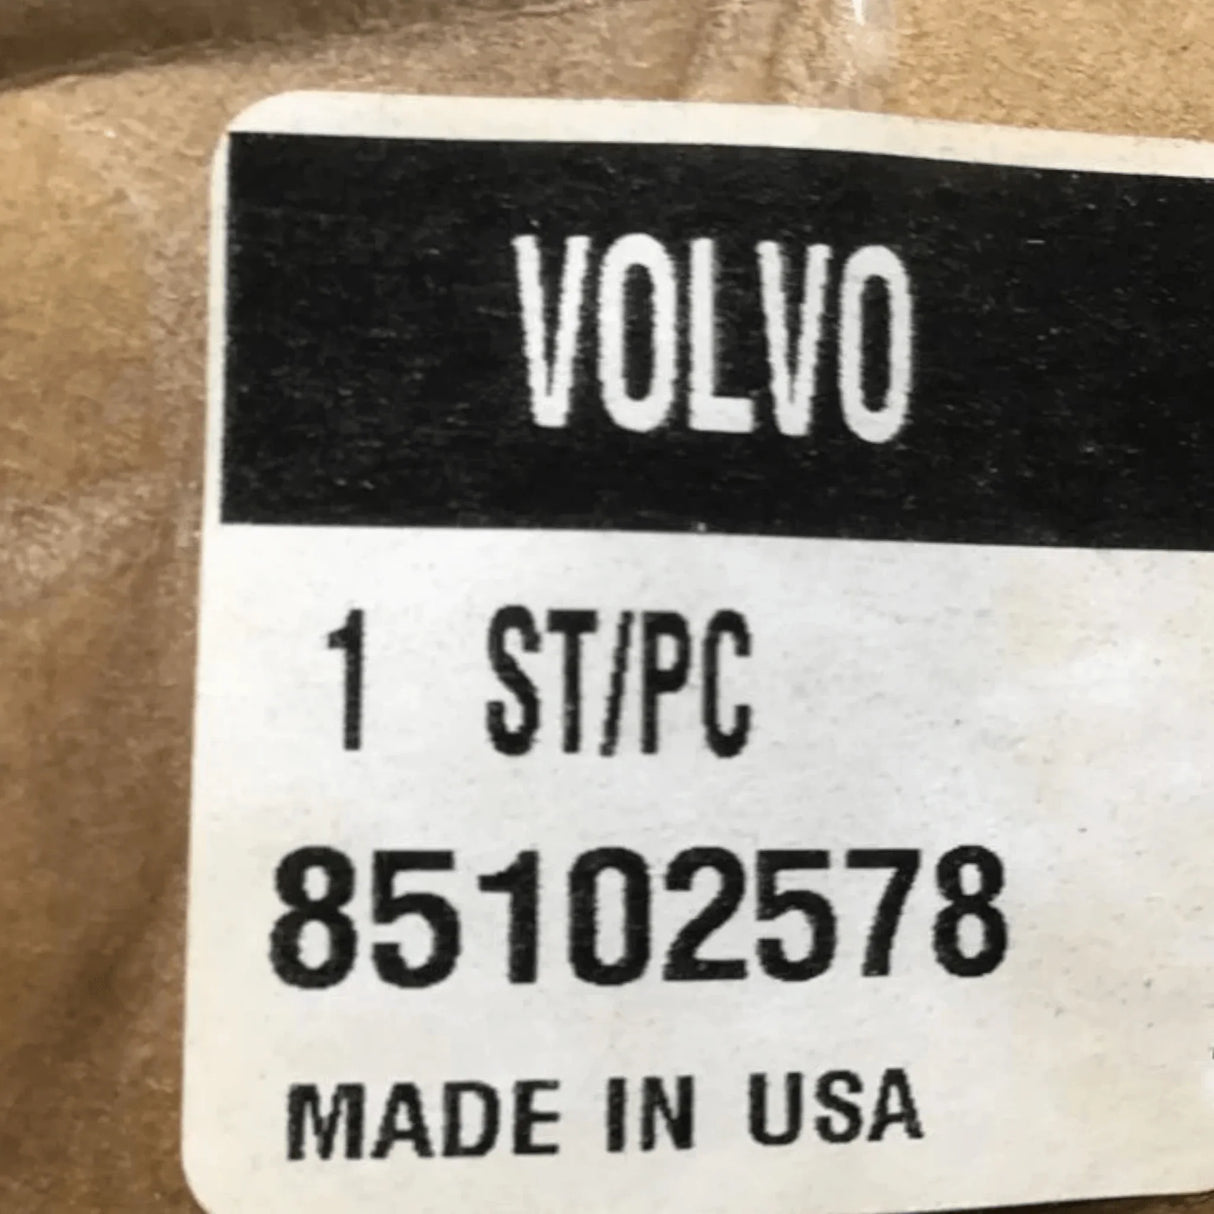 VOLVO
1 ST/PC
85102578
MADE IN USA